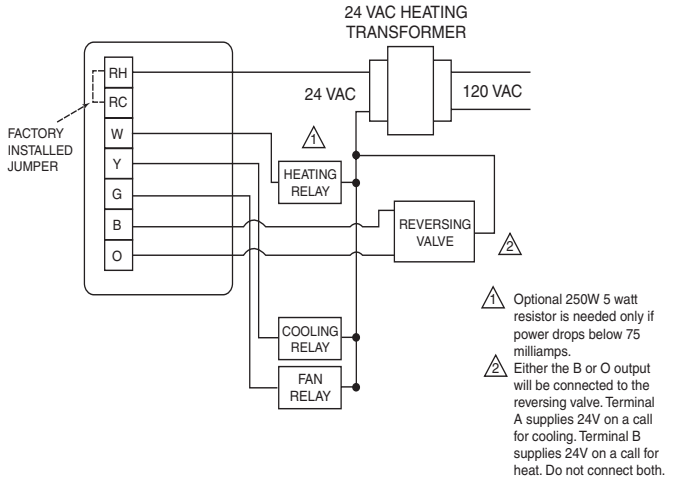 24 VAC HEATING
TRANSFORMER
RH
RC
W
Y
G
B
O
FACTORY
INSTALLED
JUMPER
24 VAC
120 VAC
1
HEATING
RELAY
REVERSING
VALVE
2
COOLING
RELAY
FAN
RELAY
1 Optional 250W 5 watt
resistor is needed only if
power drops below 75
milliamps.
2 Either the B or O output
will be connected to the
reversing valve. Terminal
A supplies 24V on a call
for cooling. Terminal B
supplies 24V on a call for
heat. Do not connect both.